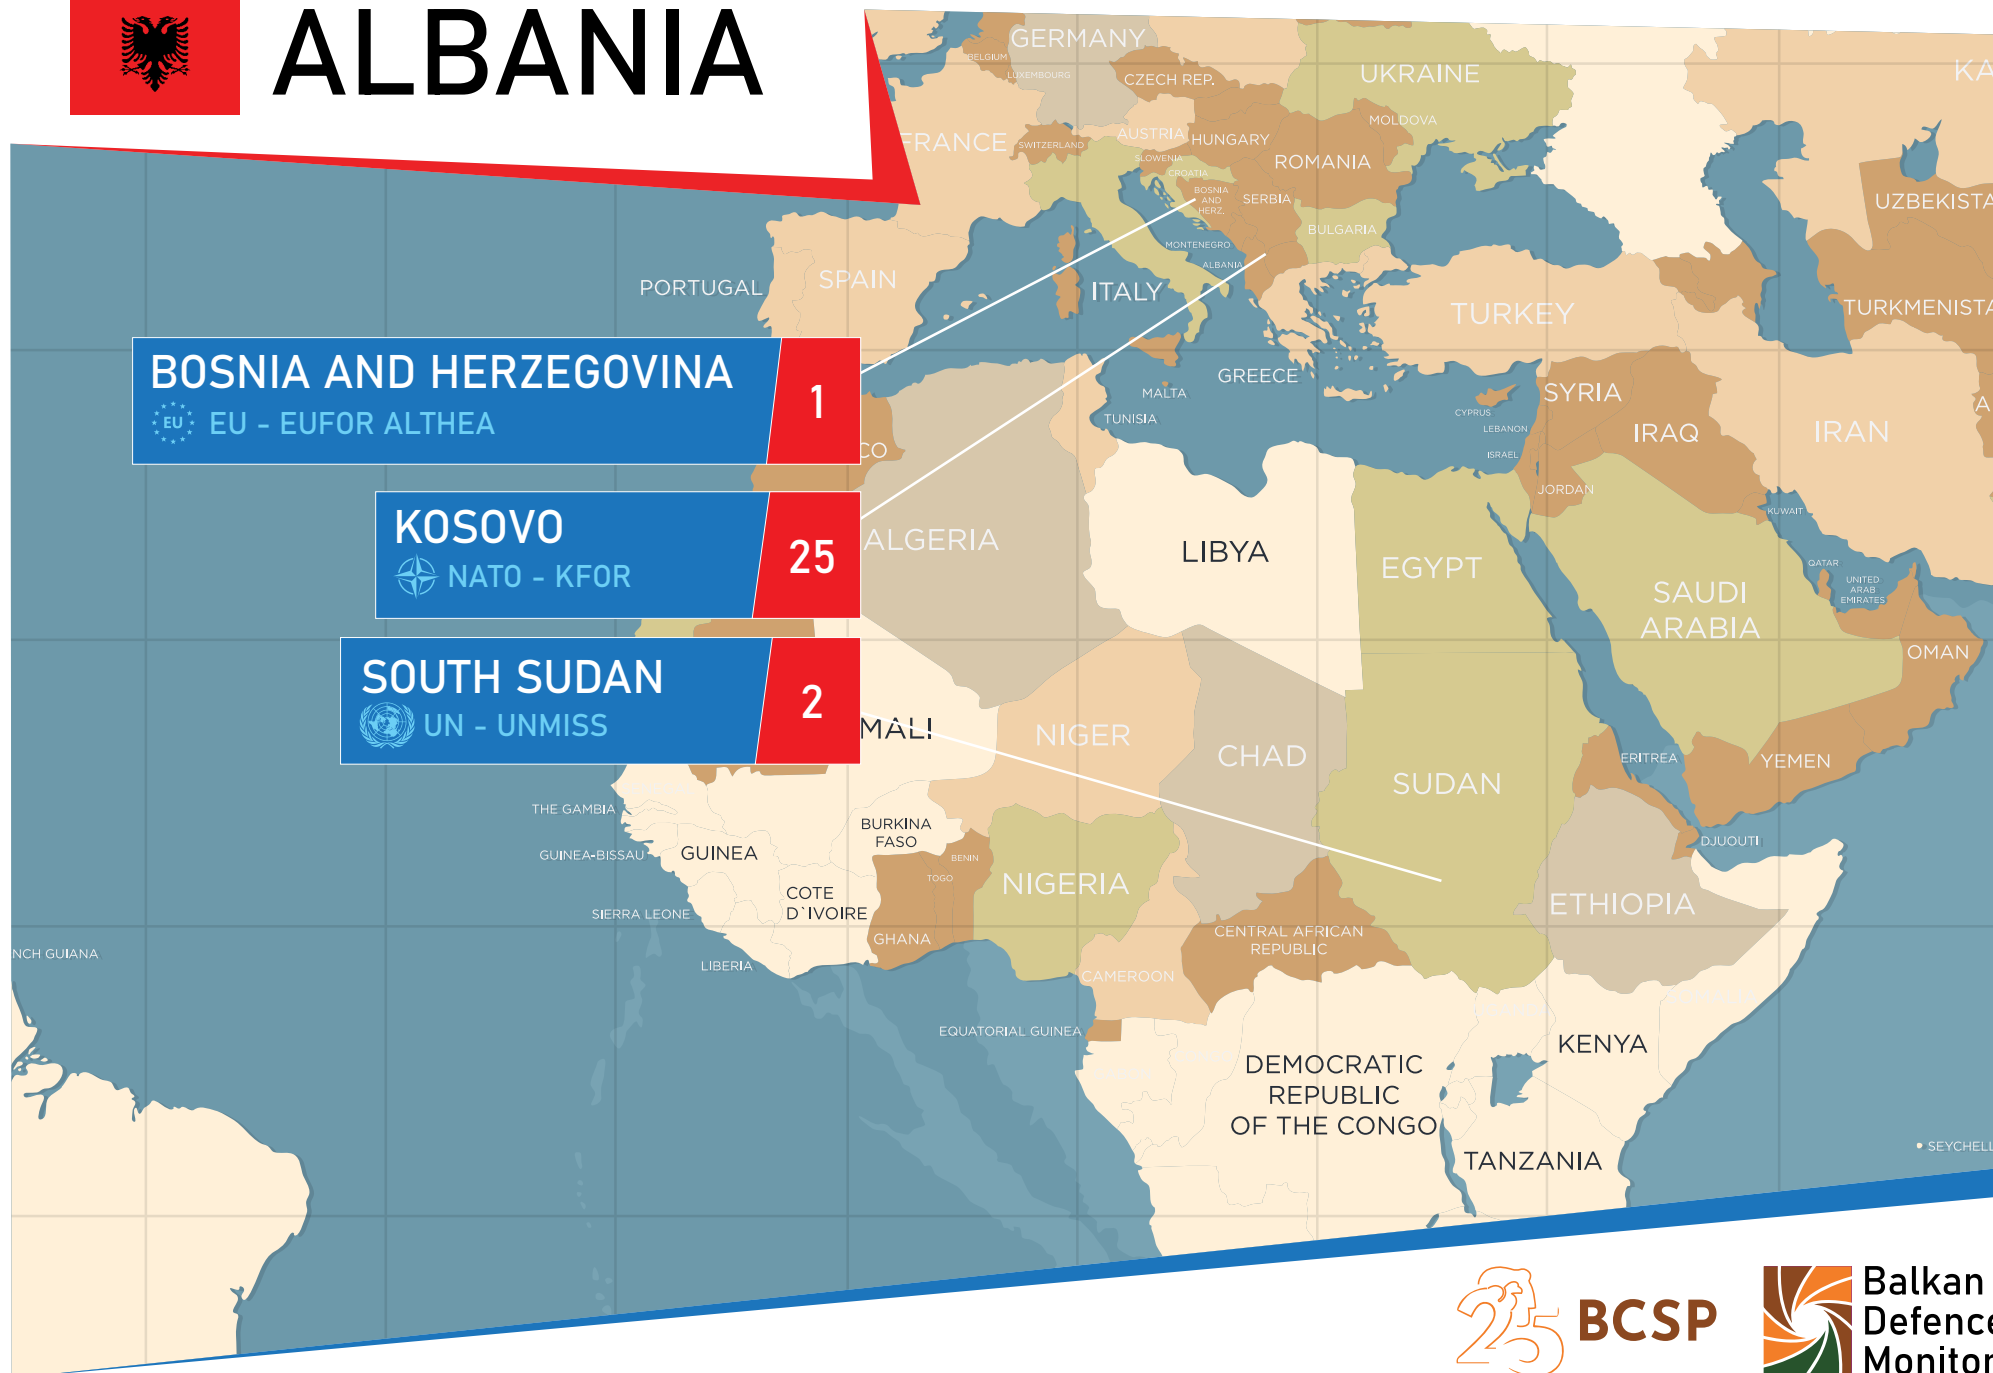 ALBANIA
GERMANY
BELGIUM
LUXEMBOURG
CZECH REP.
UKRAINE
KA
FRANCE
SWITZERLAND
AUSTRIA
HUNGARY
MOLDOVA
SLOWENIA
CROATIA
ROMANIA
BOSNIA
AND
HERZ.
SERBIA
UZBEKISTA
BULGARIA
MONTENEGRO
ALBANIA
PORTUGAL
SPAIN
ITALY
TURKEY
TURKMENISTA
BOSNIA AND HERZEGOVINA
EU
EU - EUFOR ALTHEA
1
GREECE
MALTA
TUNISIA
CYPRUS
LEBANON
ISRAEL
SYRIA
IRAQ
IRAN
A
CO
JORDAN
KUWAIT
KOSOVO
NATO - KFOR
25
ALGERIA
LIBYA
EGYPT
QATAR
UNITED
ARAB
EMIRATES
SAUDI
ARABIA
OMAN
SOUTH SUDAN
UN - UNMISS
2
MALI
NIGER
CHAD
SUDAN
ERITREA
YEMEN
THE GAMBIA
BURKINA
FASO
DJUOUTI
GUINEA-BISSAU
GUINEA
BENIN
TOGO
NIGERIA
COTE
D`IVOIRE
ETHIOPIA
SIERRA LEONE
GHANA
CENTRAL AFRICAN
REPUBLIC
NCH GUIANA
LIBERIA
CAMEROON
EQUATORIAL GUINEA
KENYA
DEMOCRATIC
REPUBLIC
OF THE CONGO
TANZANIA
SEYCHELL
25 BCSP
Balkan
Defence
Monitor